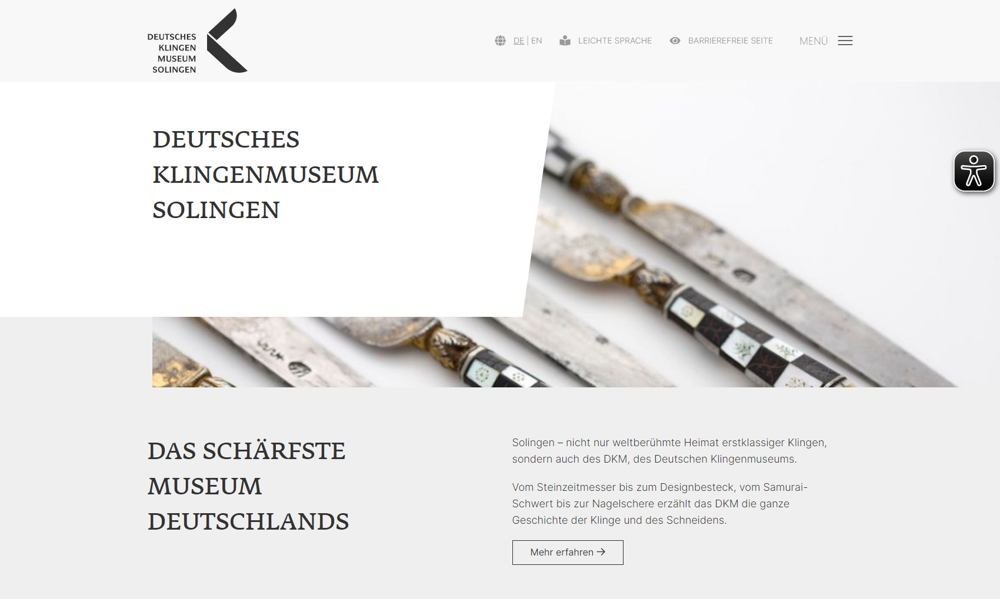 DEUTSCHES
KLINGEN
MUSEUM
SOLINGEN
DE | EN
LEICHTE SPRACHE
BARRIEREFREIE SEITE
MENÜ
DEUTSCHES
KLINGENMUSEUM
SOLINGEN
DAS SCHÄRFSTE
MUSEUM
DEUTSCHLANDS
Solingen – nicht nur weltberühmte Heimat erstklassiger Klingen,
sondern auch des DKM, des Deutschen Klingenmuseums.
Vom Steinzeitmesser bis zum Designbesteck, vom Samurai-
Schwert bis zur Nagelschere erzählt das DKM die ganze
Geschichte der Klinge und des Schneidens.
Mehr erfahren →